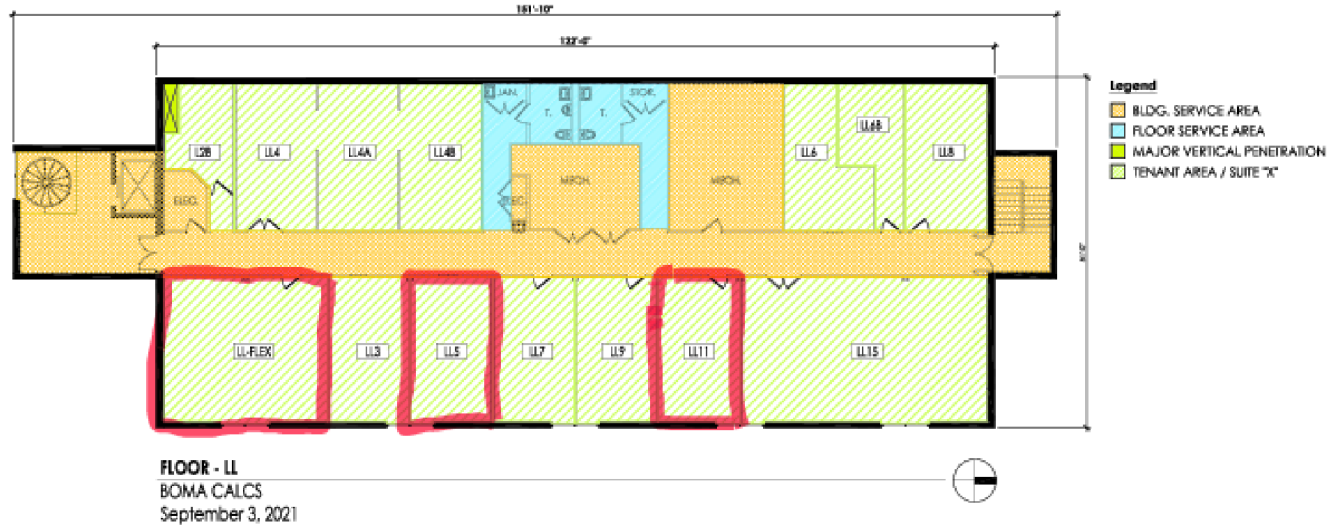 151'-10"
122'-0"
Legend
BLDG. SERVICE AREA
FLOOR SERVICE AREA
MAJOR VERTICAL PENETRATION
TENANT AREA / SUITE "X"
JAN.
T.
T.
STOR.
LL2B
LL4
LL4A
LL4B
LL6
LL6B
LL8
MECH.
MECH.
ELEC.
ELEC.
LL-FLEX
LL3
LL5
LL7
LL9
LL11
LL15
FLOOR - LL
BOMA CALCS
September 3, 2021